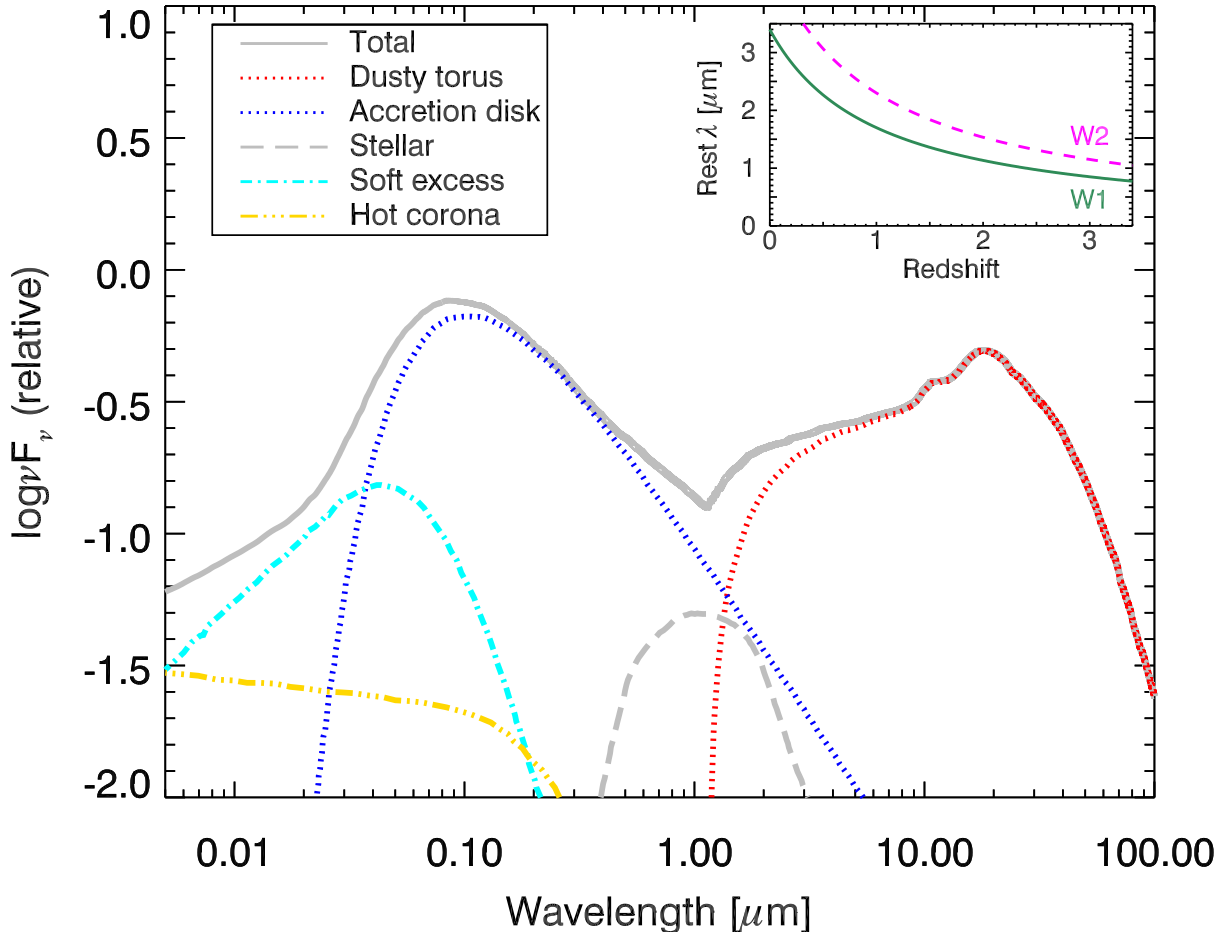 1.0
0.5
0.0
-0.5
-1.0
-1.5
-2.0
logνFν (relative)
Total
Dusty torus
Accretion disk
Stellar
Soft excess
Hot corona
3
2
1
0
Rest λ [μm]
W2
W1
0 1 2 3
Redshift
0.01 0.10 1.00 10.00 100.00
Wavelength [μm]